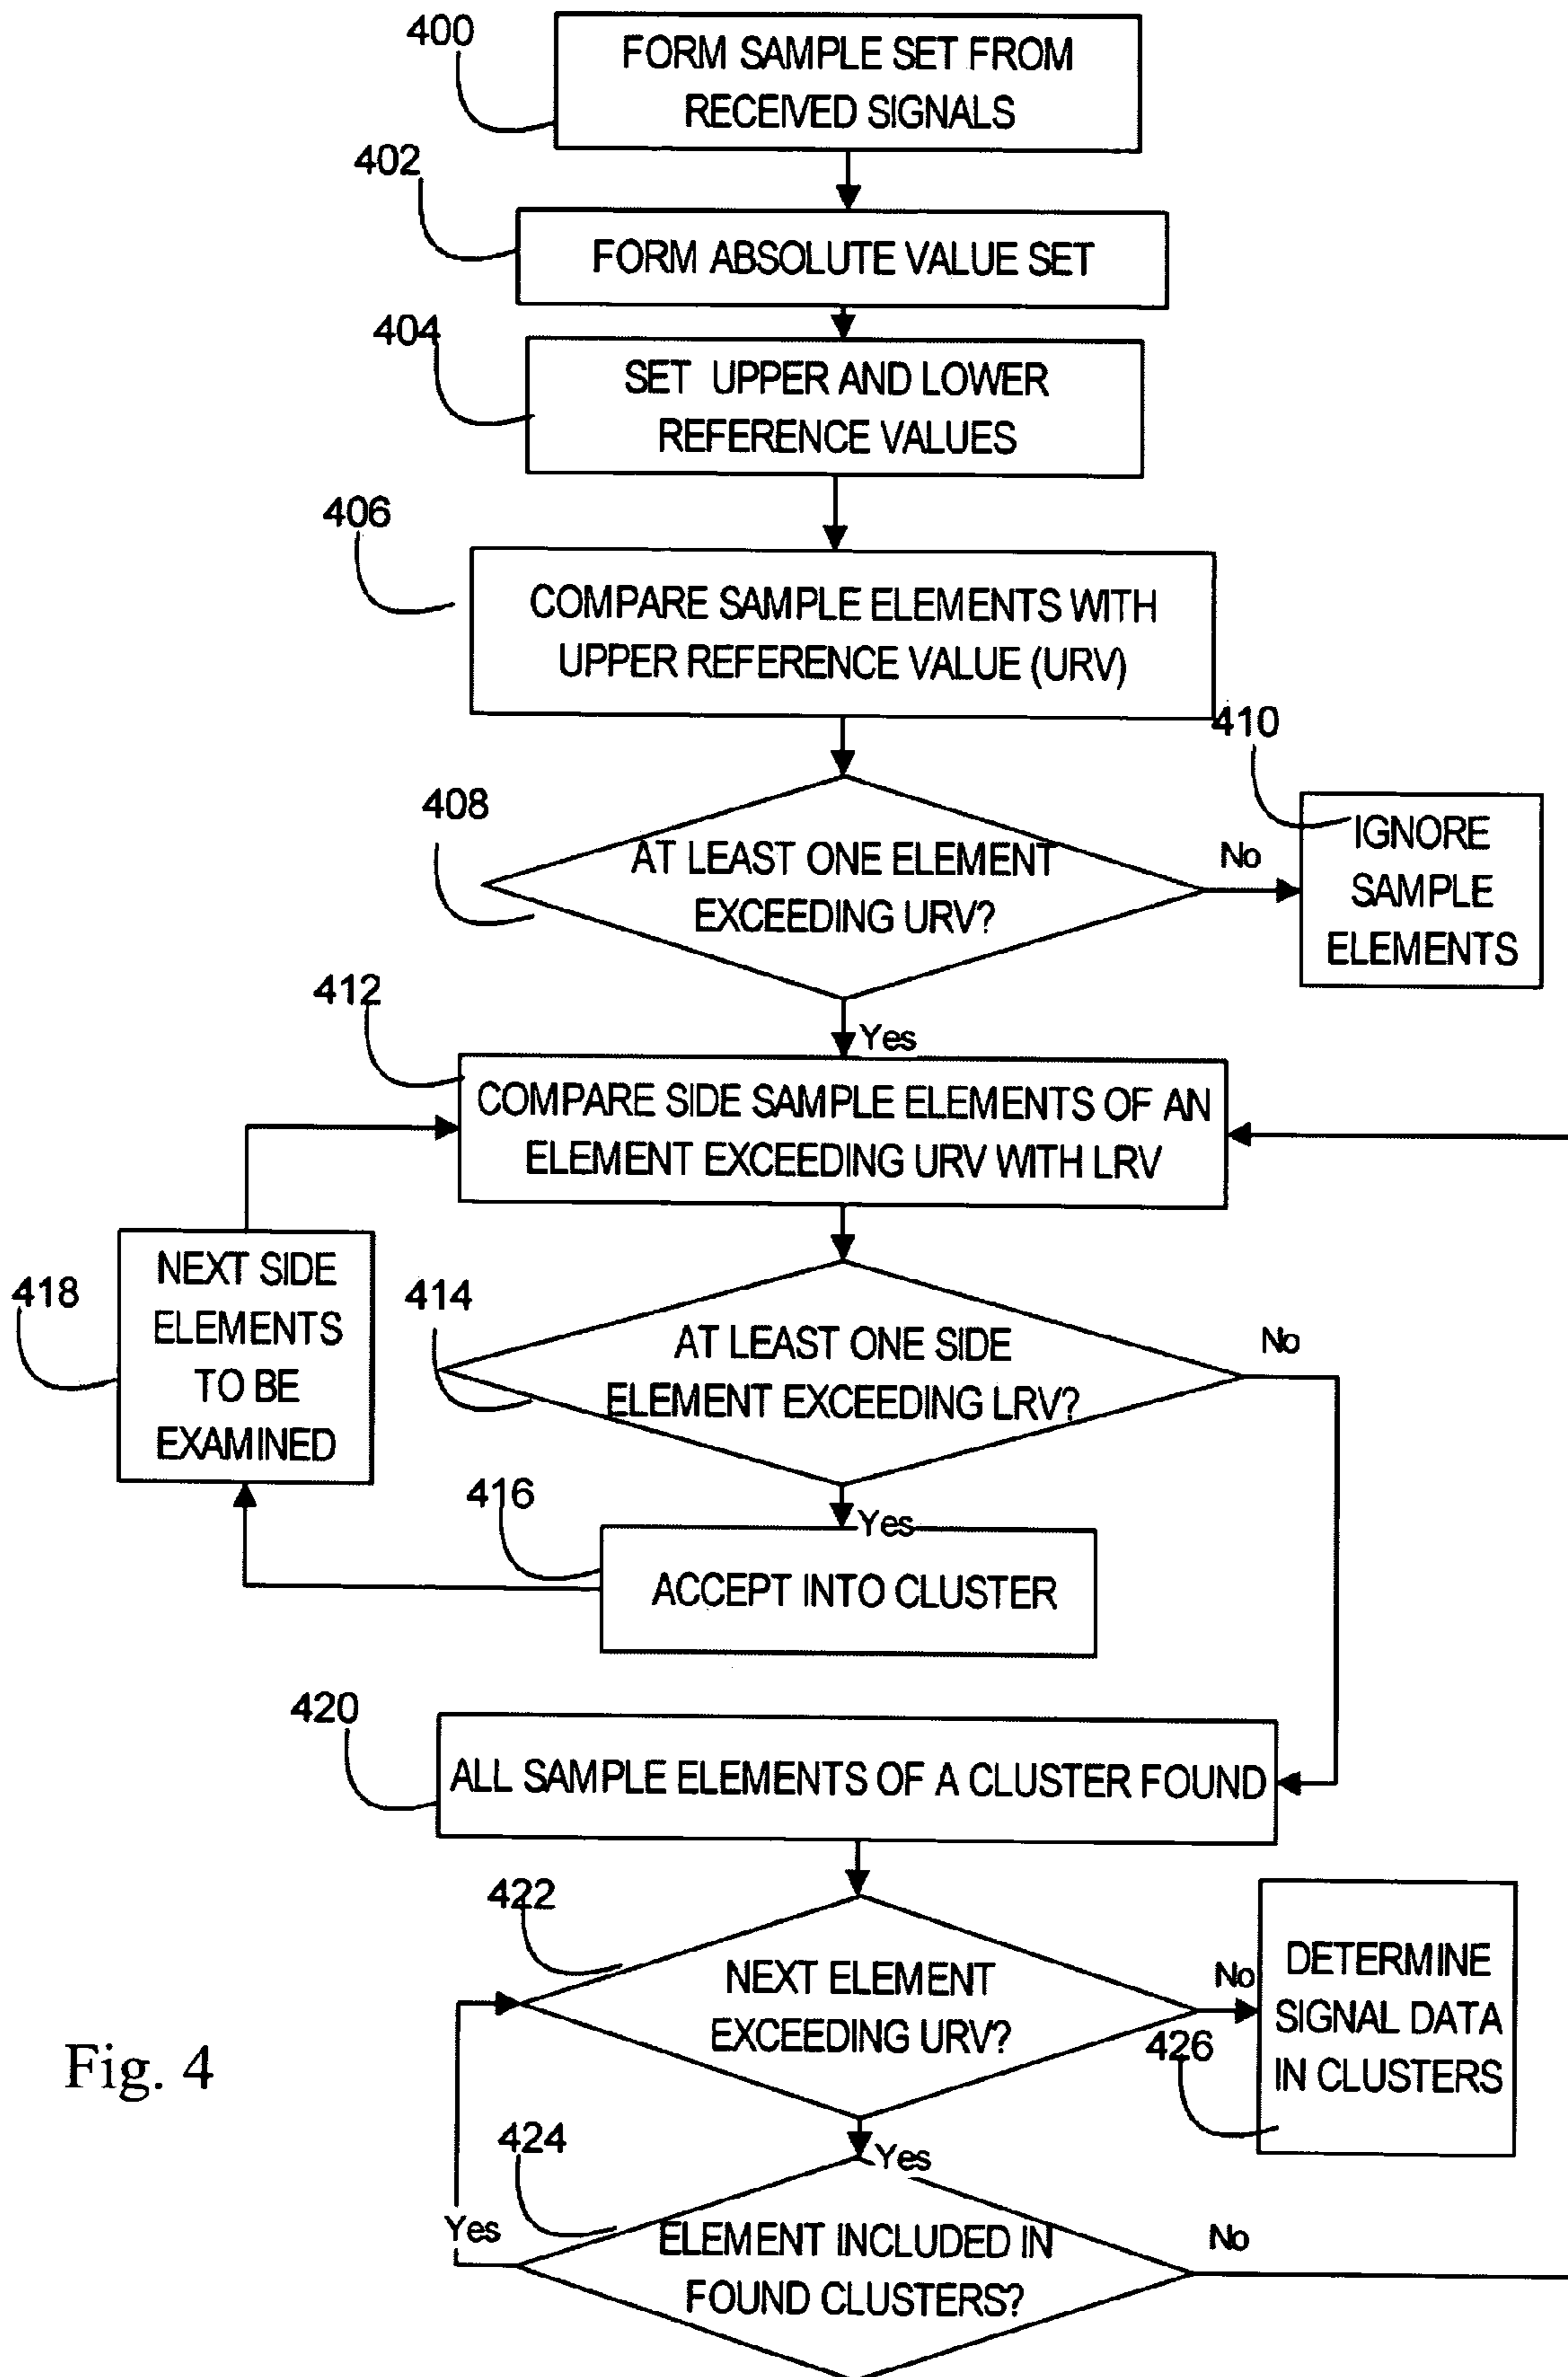 400
FORM SAMPLE SET FROM
RECEIVED SIGNALS
402
FORM ABSOLUTE VALUE SET
404
SET UPPER AND LOWER
REFERENCE VALUES
406
COMPARE SAMPLE ELEMENTS WITH
UPPER REFERENCE VALUE (URV)
410
408
AT LEAST ONE ELEMENT
EXCEEDING URV?
No
IGNORE
SAMPLE
ELEMENTS
412
Yes
COMPARE SIDE SAMPLE ELEMENTS OF AN
ELEMENT EXCEEDING URV WITH LRV
418
NEXT SIDE
ELEMENTS
TO BE
EXAMINED
414
AT LEAST ONE SIDE
ELEMENT EXCEEDING LRV?
No
416
Yes
ACCEPT INTO CLUSTER
420
ALL SAMPLE ELEMENTS OF A CLUSTER FOUND
422
NEXT ELEMENT
EXCEEDING URV?
No
426
DETERMINE
SIGNAL DATA
IN CLUSTERS
Fig. 4
424
Yes
Yes
ELEMENT INCLUDED IN
FOUND CLUSTERS?
No